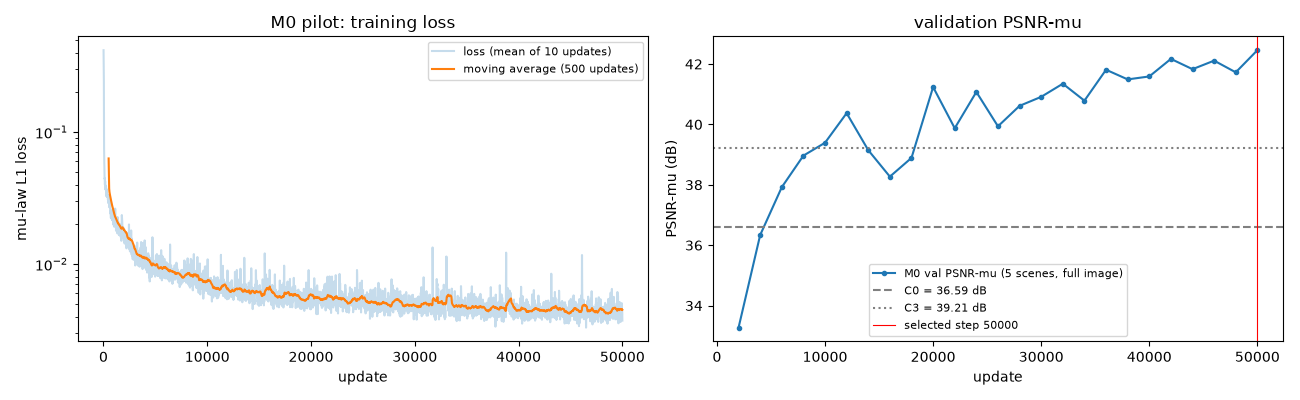 M0 pilot: training loss
loss (mean of 10 updates)
moving average (500 updates)
mu-law L1 loss
10⁻¹
10⁻²
0 10000 20000 30000 40000 50000
update
validation PSNR-mu
PSNR-mu (dB)
42
40
38
36
34
M0 val PSNR-mu (5 scenes, full image)
C0 = 36.59 dB
C3 = 39.21 dB
selected step 50000
0 10000 20000 30000 40000 50000
update